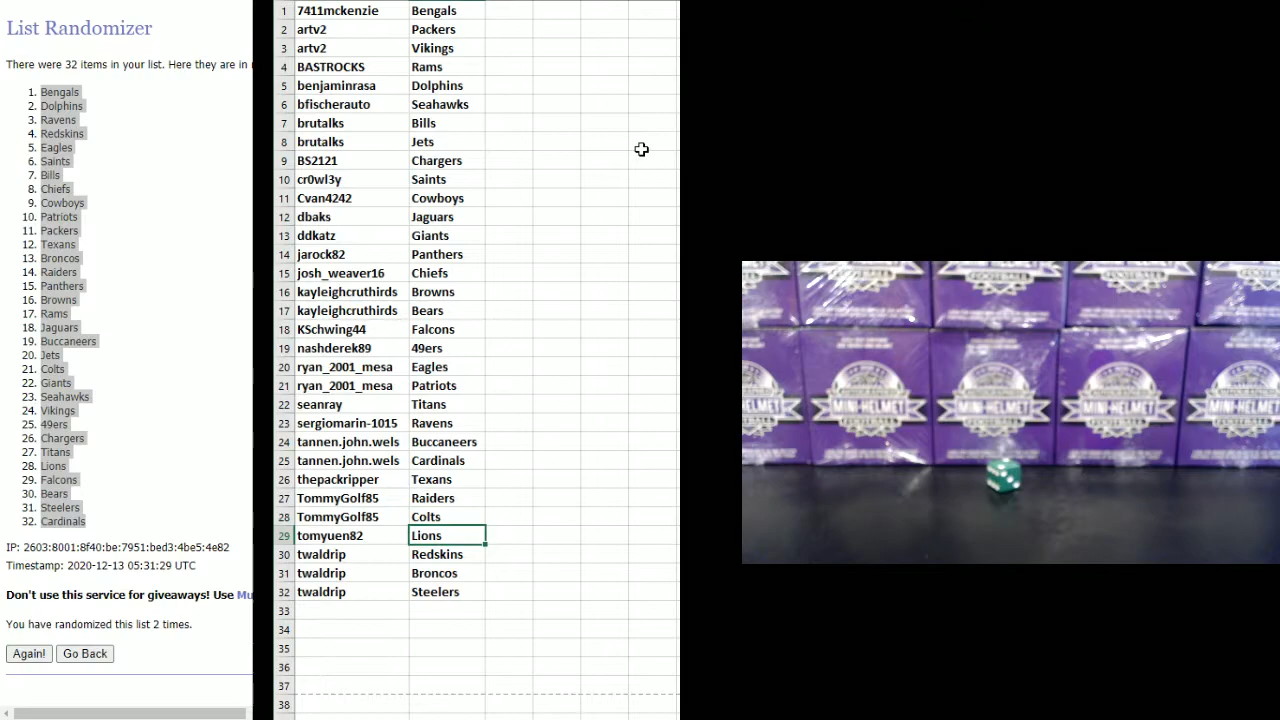 List Randomizer
There were 32 items in your list. Here they are in
1. Bengals
2. Dolphins
3. Ravens
4. Redskins
5. Eagles
6. Saints
7. Bills
8. Chiefs
9. Cowboys
10. Patriots
11. Packers
12. Texans
13. Broncos
14. Raiders
15. Panthers
16. Browns
17. Rams
18. Jaguars
19. Buccaneers
20. Jets
21. Colts
22. Giants
23. Seahawks
24. Vikings
25. 49ers
26. Chargers
27. Titans
28. Lions
29. Falcons
30. Bears
31. Steelers
32. Cardinals
IP: 2603:8001:8f40:be:7951:bed3:4be5:4e82
Timestamp: 2020-12-13 05:31:29 UTC
Don't use this service for giveaways! Use Mu
You have randomized this list 2 times.
Again! Go Back
1 7411mckenzie Bengals
2 artv2 Packers
3 artv2 Vikings
4 BASTROCKS Rams
5 benjaminrasa Dolphins
6 bfischerauto Seahawks
7 brutalks Bills
8 brutalks Jets
9 BS2121 Chargers
10 cr0wl3y Saints
11 Cvan4242 Cowboys
12 dbaks Jaguars
13 ddkatz Giants
14 jarock82 Panthers
15 josh_weaver16 Chiefs
16 kayleighcruthirds Browns
17 kayleighcruthirds Bears
18 KSchwing44 Falcons
19 nashderek89 49ers
20 ryan_2001_mesa Eagles
21 ryan_2001_mesa Patriots
22 seanray Titans
23 sergiomarin-1015 Ravens
24 tannen.john.wels Buccaneers
25 tannen.john.wels Cardinals
26 thepackripper Texans
27 TommyGolf85 Raiders
28 TommyGolf85 Colts
29 tomyuen82 Lions
30 twaldrip Redskins
31 twaldrip Broncos
32 twaldrip Steelers
33
34
35
36
37
38
FOOTBALL
MINI-HELMET
MINI-HELMET
MINI-HELMET
MINI-HELMET